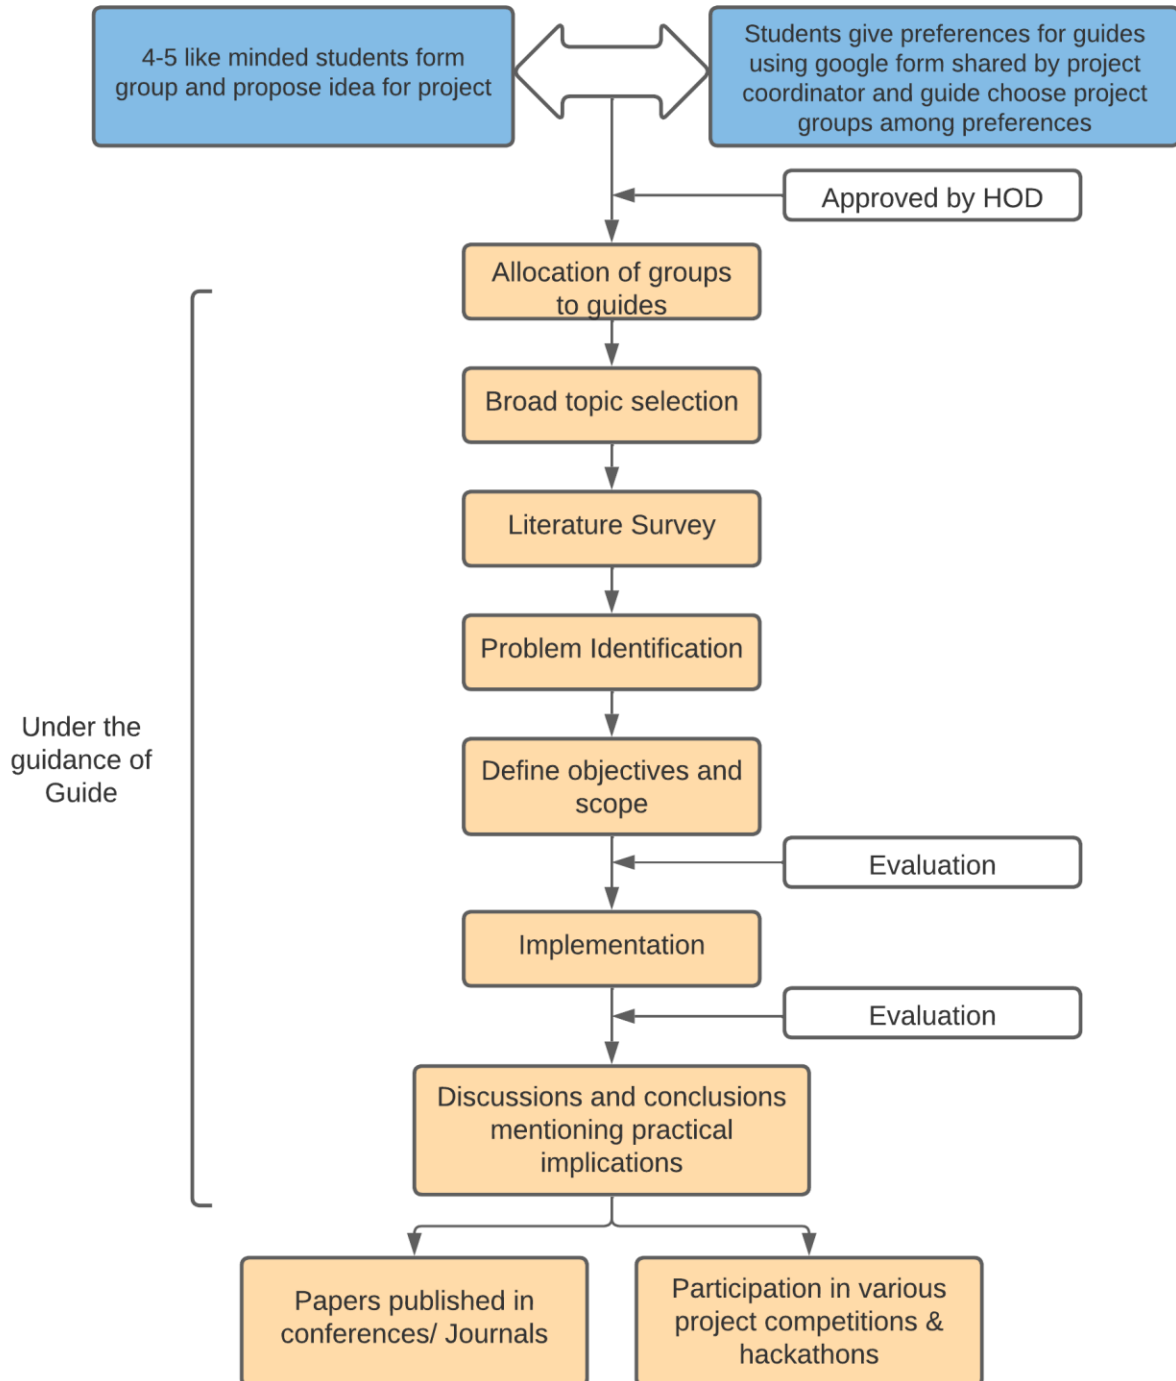 4-5 like minded students form
group and propose idea for project
Students give preferences for guides
using google form shared by project
coordinator and guide choose project
groups among preferences
Approved by HOD
Allocation of groups
to guides
Broad topic selection
Literature Survey
Problem Identification
Under the
guidance of
Guide
Define objectives and
scope
Evaluation
Implementation
Evaluation
Discussions and conclusions
mentioning practical
implications
Papers published in
conferences/ Journals
Participation in various
project competitions &
hackathons